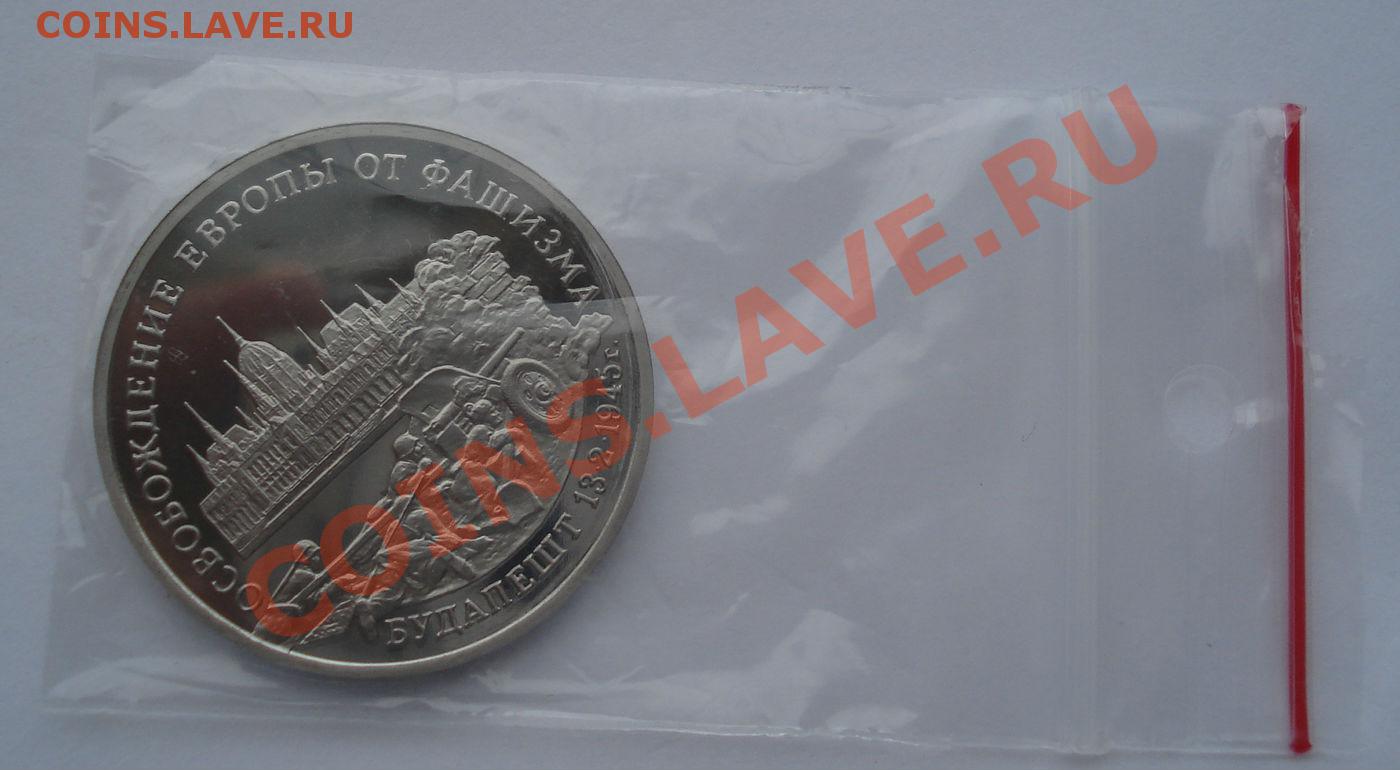 COINS.LAVE.RU
ОСВОБОЖДЕНИЕ ЕВРОПЫ ОТ ФАШИЗМА
БУДАПЕШТ 13·2·1945г.
COINS.LAVE.RU